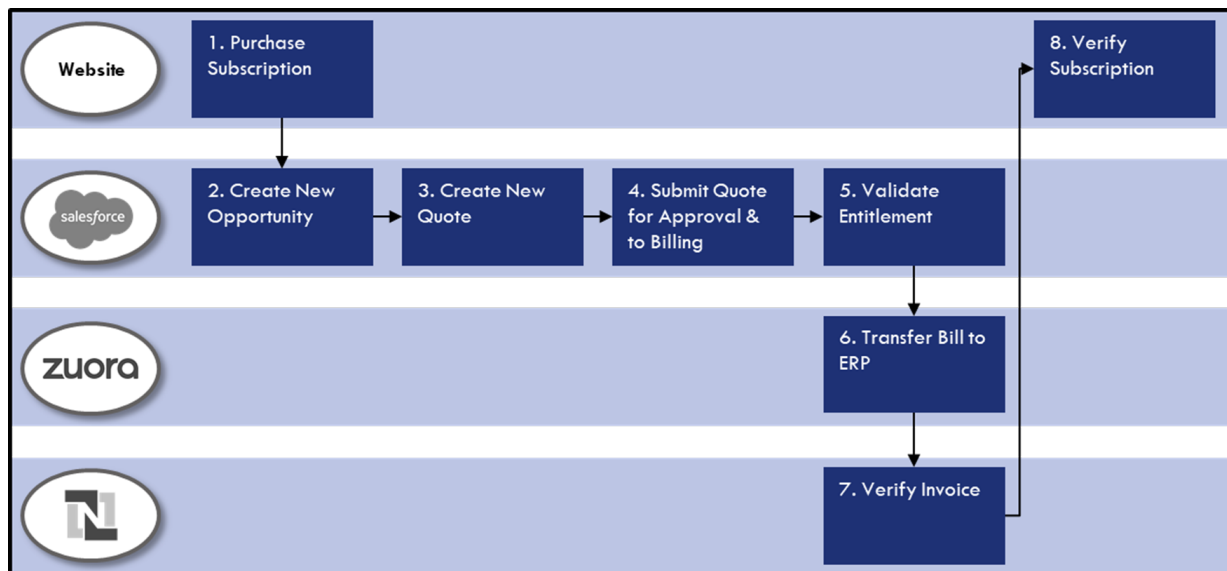 Website
1. Purchase
Subscription
8. Verify
Subscription
salesforce
2. Create New
Opportunity
3. Create New
Quote
4. Submit Quote
for Approval &
to Billing
5. Validate
Entitlement
zuora
6. Transfer Bill to
ERP
N
7. Verify Invoice